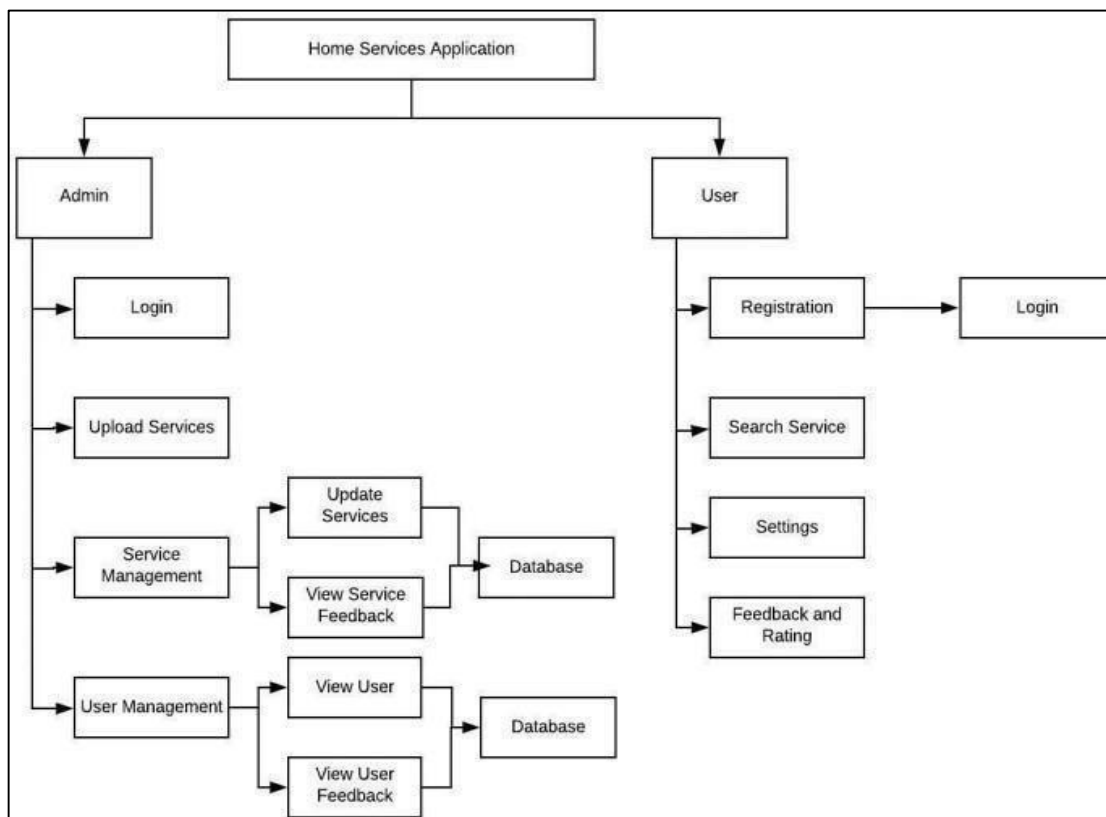 Home Services Application
Admin
User
Login
Registration
Login
Upload Services
Search Service
Update
Services
Settings
Service
Management
Database
View Service
Feedback
Feedback and
Rating
View User
User Management
Database
View User
Feedback